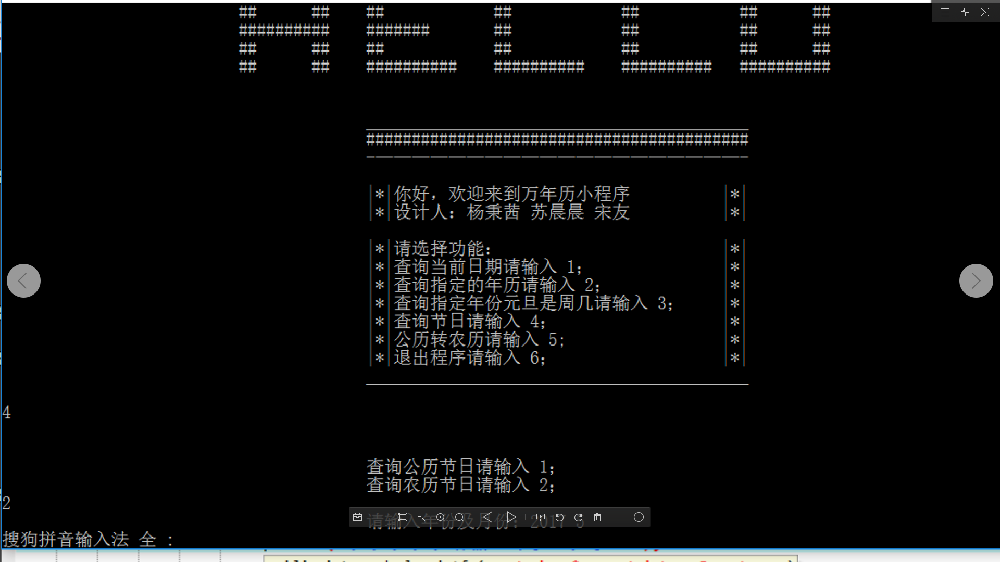 ##      ##    ##            ##            ##           ##      ##
##########    #######       ##            ##           ##      ##
##      ##    ##            ##            ##           ##      ##
##      ##    ##########    ##########    ##########   ##########
##########################################
|*|你好，欢迎来到万年历小程序 |*|
|*|设计人：杨秉茜 苏晨晨 宋友 |*|
|*|请选择功能： |*|
|*|查询当前日期请输入 1； |*|
|*|查询指定的年历请输入 2； |*|
|*|查询指定年份元旦是周几请输入 3； |*|
|*|查询节日请输入 4； |*|
|*|公历转农历请输入 5; |*|
|*|退出程序请输入 6； |*|
4
查询公历节日请输入 1；
查询农历节日请输入 2；
2
请输入年份及月份：2017 5
搜狗拼音输入法 全 ：